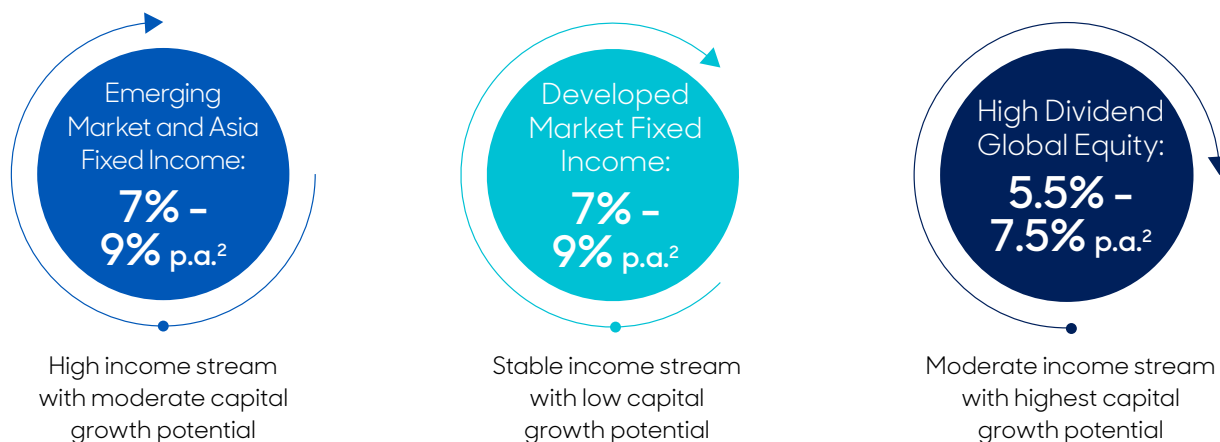 Emerging
Market and Asia
Fixed Income:
7% –
9% p.a.²
High income stream
with moderate capital
growth potential
Developed
Market Fixed
Income:
7% –
9% p.a.²
Stable income stream
with low capital
growth potential
High Dividend
Global Equity:
5.5% –
7.5% p.a.²
Moderate income stream
with highest capital
growth potential